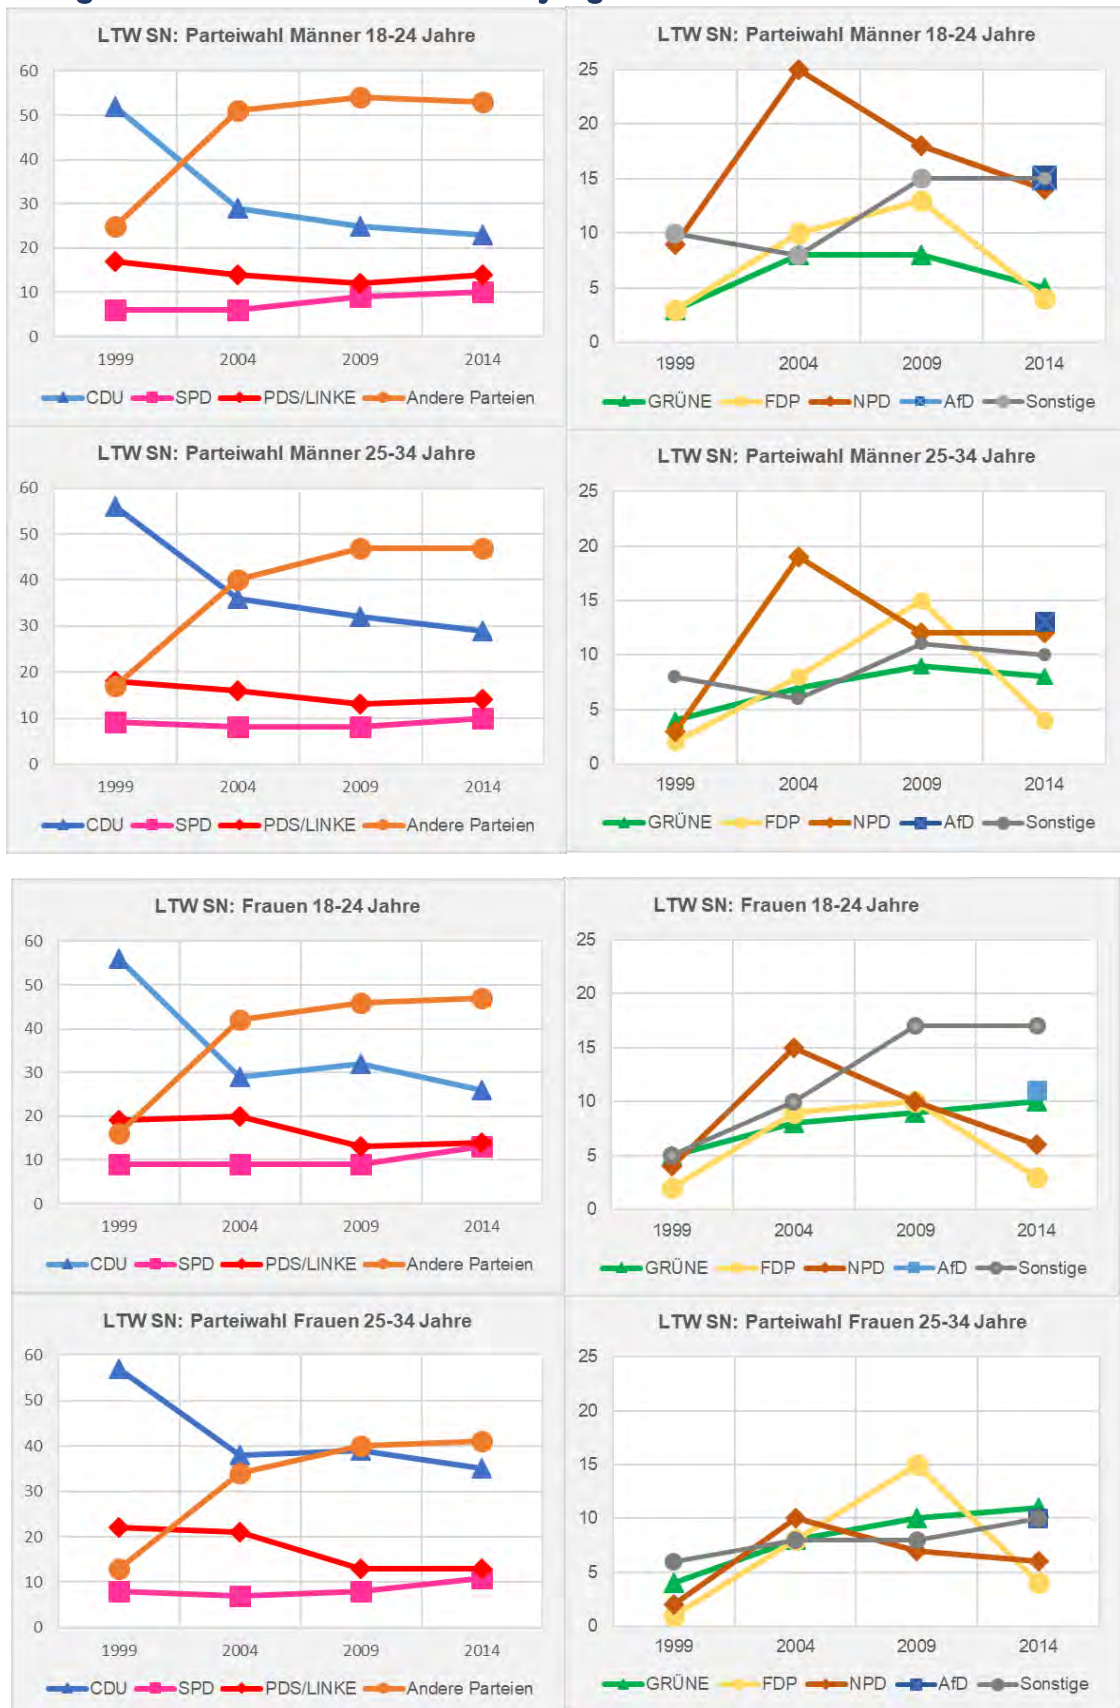 LTW SN: Parteiwahl Männer 18-24 Jahre
60
50
40
30
20
10
0
1999 2004 2009 2014
CDU SPD PDS/LINKE Andere Parteien
LTW SN: Parteiwahl Männer 18-24 Jahre
25
20
15
10
5
0
1999 2004 2009 2014
GRÜNE FDP NPD AfD Sonstige
LTW SN: Parteiwahl Männer 25-34 Jahre
60
50
40
30
20
10
0
1999 2004 2009 2014
CDU SPD PDS/LINKE Andere Parteien
LTW SN: Parteiwahl Männer 25-34 Jahre
25
20
15
10
5
0
1999 2004 2009 2014
GRÜNE FDP NPD AfD Sonstige
LTW SN: Frauen 18-24 Jahre
60
50
40
30
20
10
0
1999 2004 2009 2014
CDU SPD PDS/LINKE Andere Parteien
LTW SN: Frauen 18-24 Jahre
25
20
15
10
5
0
1999 2004 2009 2014
GRÜNE FDP NPD AfD Sonstige
LTW SN: Parteiwahl Frauen 25-34 Jahre
60
50
40
30
20
10
0
1999 2004 2009 2014
CDU SPD PDS/LINKE Andere Parteien
LTW SN: Parteiwahl Frauen 25-34 Jahre
25
20
15
10
5
0
1999 2004 2009 2014
GRÜNE FDP NPD AfD Sonstige